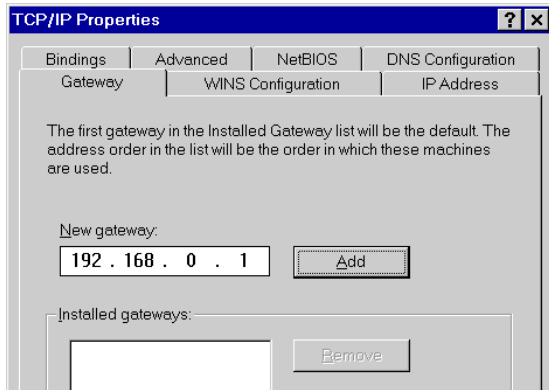 TCP/IP Properties
? ×
Bindings Advanced NetBIOS DNS Configuration
Gateway WINS Configuration IP Address
The first gateway in the Installed Gateway list will be the default. The
address order in the list will be the order in which these machines
are used.
New gateway:
192 . 168 . 0 . 1 Add
Installed gateways:
Remove